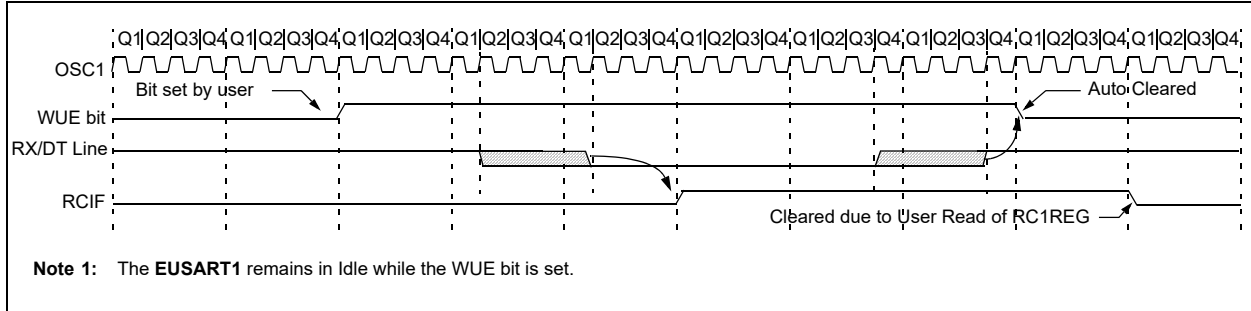 Q1|Q2|Q3|Q4|Q1|Q2|Q3|Q4|Q1|Q2|Q3|Q4|Q1|Q2|Q3|Q4|Q1|Q2|Q3|Q4|Q1|Q2|Q3|Q4|Q1|Q2|Q3|Q4|Q1|Q2|Q3|Q4|Q1|Q2|Q3|Q4|Q1|Q2|Q3|Q4
OSC1
Bit set by user
Auto Cleared
WUE bit
RX/DT Line
RCIF
Cleared due to User Read of RC1REG
Note 1: The EUSART1 remains in Idle while the WUE bit is set.